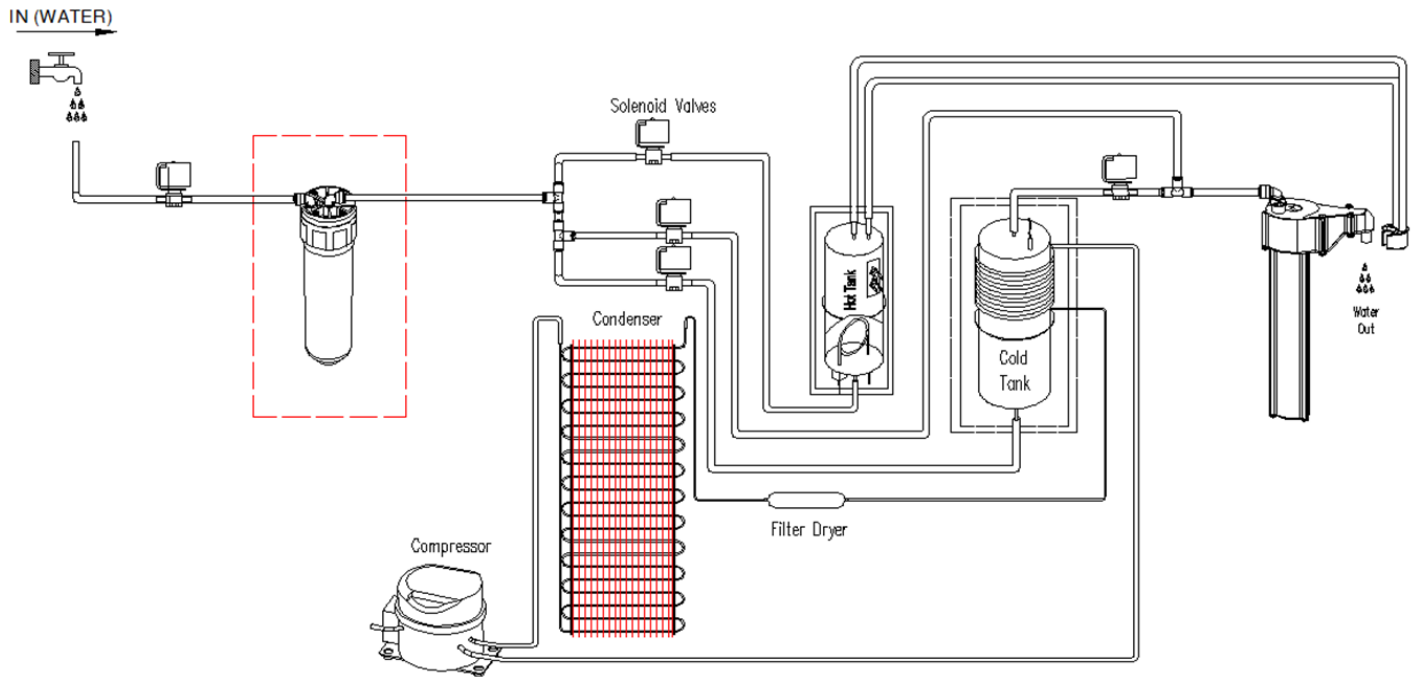 IN (WATER)
Solenoid Valves
Hot Tank
Condenser
Cold
Tank
Water
Out
Filter Dryer
Compressor